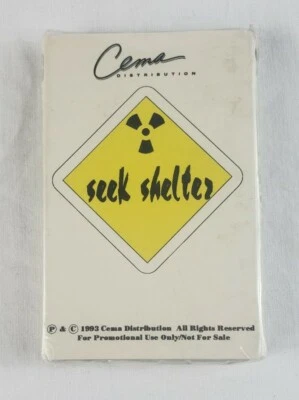 Cema
DISTRIBUTION
seek shelter
℗ & © 1993 Cema Distribution All Rights Reserved
For Promotional Use Only/Not For Sale